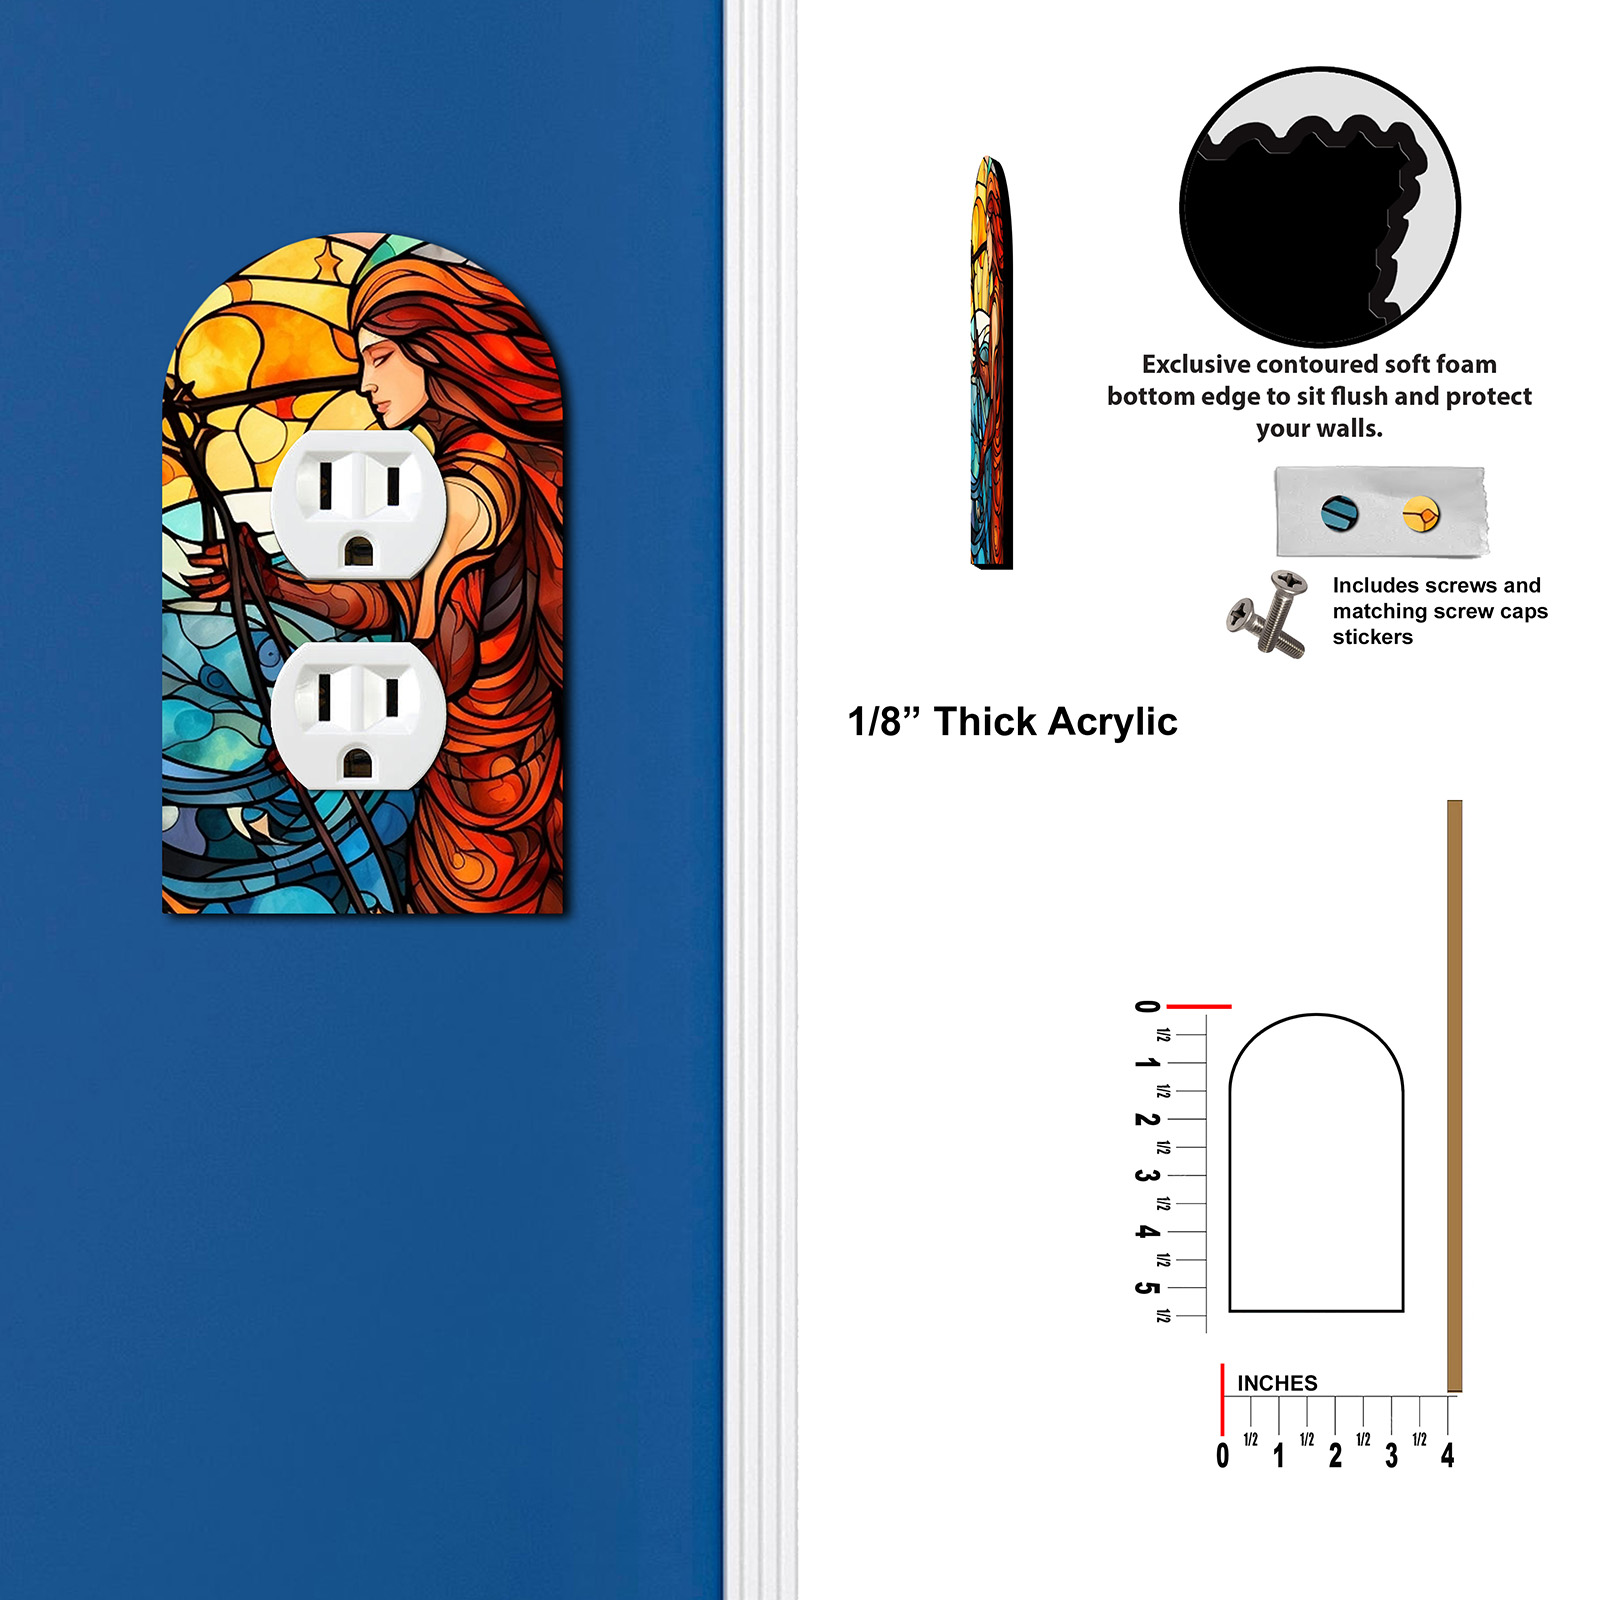 Exclusive contoured soft foam
bottom edge to sit flush and protect
your walls.
Includes screws and
matching screw caps
stickers
1/8” Thick Acrylic
0
1/2
1
1/2
2
1/2
3
1/2
4
1/2
5
1/2
INCHES
0 1/2 1 1/2 2 1/2 3 1/2 4